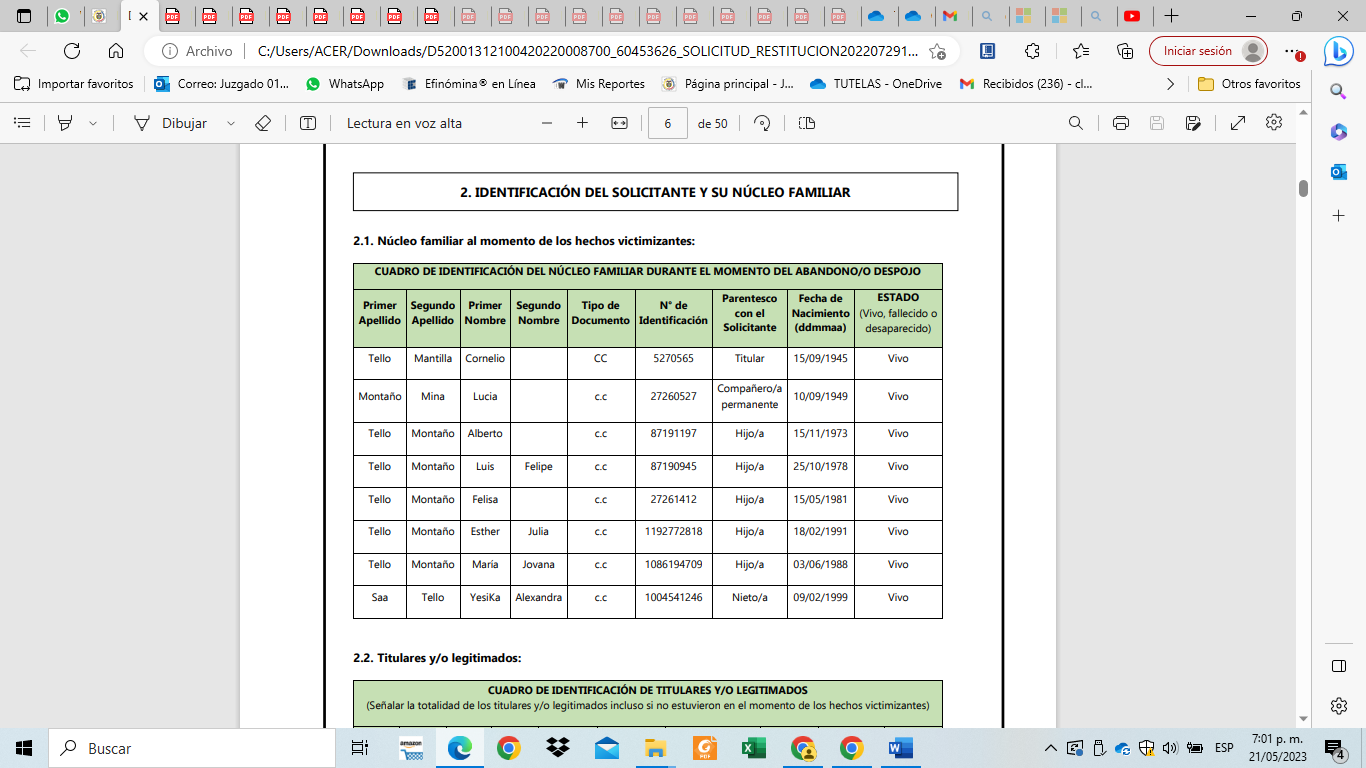 Archivo
C:/Users/ACER/Downloads/D52001312100420220008700_60453626_SOLICITUD_RESTITUCION202207291...
Iniciar sesión
Importar favoritos
Correo: Juzgado 01...
WhatsApp
Efinómina® en Línea
Mis Reportes
Página principal - J...
TUTELAS - OneDrive
Recibidos (236) - cl...
Otros favoritos
Dibujar
Lectura en voz alta
6
de 50
2. IDENTIFICACIÓN DEL SOLICITANTE Y SU NÚCLEO FAMILIAR
2.1. Núcleo familiar al momento de los hechos victimizantes:
CUADRO DE IDENTIFICACIÓN DEL NÚCLEO FAMILIAR DURANTE EL MOMENTO DEL ABANDONO/O DESPOJO
Primer Apellido Segundo Apellido Primer Nombre Segundo Nombre Tipo de Documento N° de Identificación Parentesco con el Solicitante Fecha de Nacimiento (ddmmaa) ESTADO (Vivo, fallecido o desaparecido)
Tello Mantilla Cornelio CC 5270565 Titular 15/09/1945 Vivo
Montaño Mina Lucia c.c 27260527 Compañero/a permanente 10/09/1949 Vivo
Tello Montaño Alberto c.c 87191197 Hijo/a 15/11/1973 Vivo
Tello Montaño Luis Felipe c.c 87190945 Hijo/a 25/10/1978 Vivo
Tello Montaño Felisa c.c 27261412 Hijo/a 15/05/1981 Vivo
Tello Montaño Esther Julia c.c 1192772818 Hijo/a 18/02/1991 Vivo
Tello Montaño María Jovana c.c 1086194709 Hijo/a 03/06/1988 Vivo
Saa Tello YesiKa Alexandra c.c 1004541246 Nieto/a 09/02/1999 Vivo
2.2. Titulares y/o legitimados:
CUADRO DE IDENTIFICACIÓN DE TITULARES Y/O LEGITIMADOS
(Señalar la totalidad de los titulares y/o legitimados incluso si no estuvieron en el momento de los hechos victimizantes)
Buscar
ESP
7:01 p. m.
21/05/2023
4